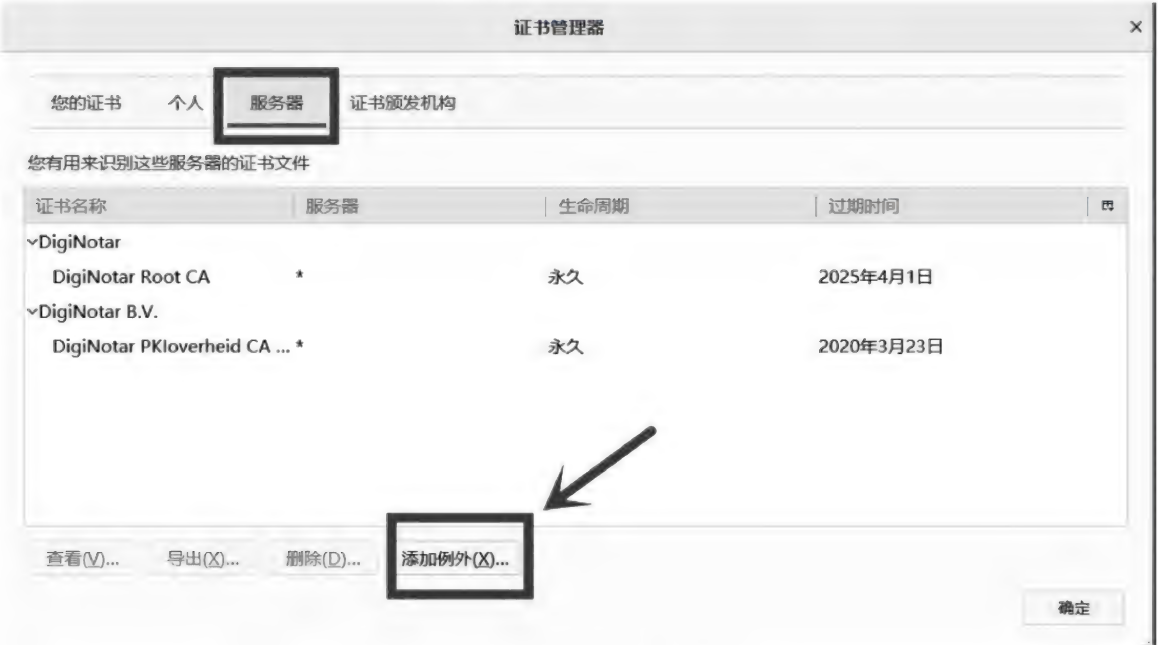 证书管理器
您的证书 个人 服务器 证书颁发机构
您有用来识别这些服务器的证书文件
证书名称 服务器 生命周期 过期时间
DigiNotar
DigiNotar Root CA * 永久 2025年4月1日
DigiNotar B.V.
DigiNotar PKIoverheid CA ... * 永久 2020年3月23日
查看(V)... 导出(X)... 删除(D)... 添加例外(X)...
确定